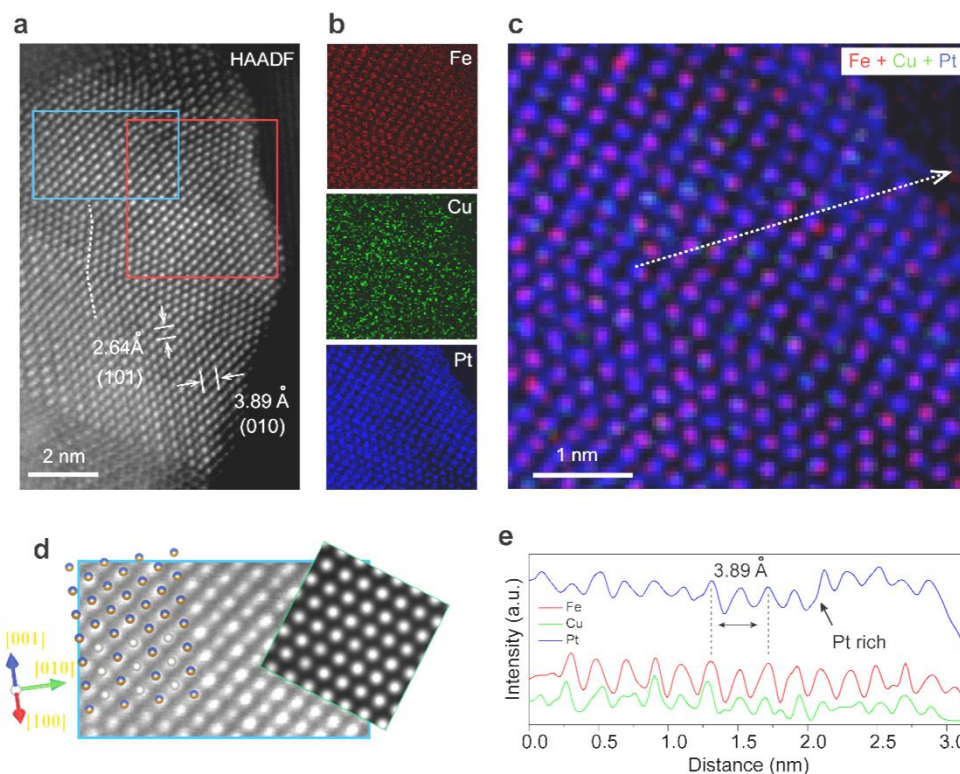 a
HAADF
2.64Å
(101)
3.89 Å
(010)
2 nm
b
Fe
Cu
Pt
c
Fe + Cu + Pt
1 nm
d
[001]
[010]
[100]
e
3.89 Å
Fe
Cu
Pt
Pt rich
Intensity (a.u.)
0.0 0.5 1.0 1.5 2.0 2.5 3.0
Distance (nm)